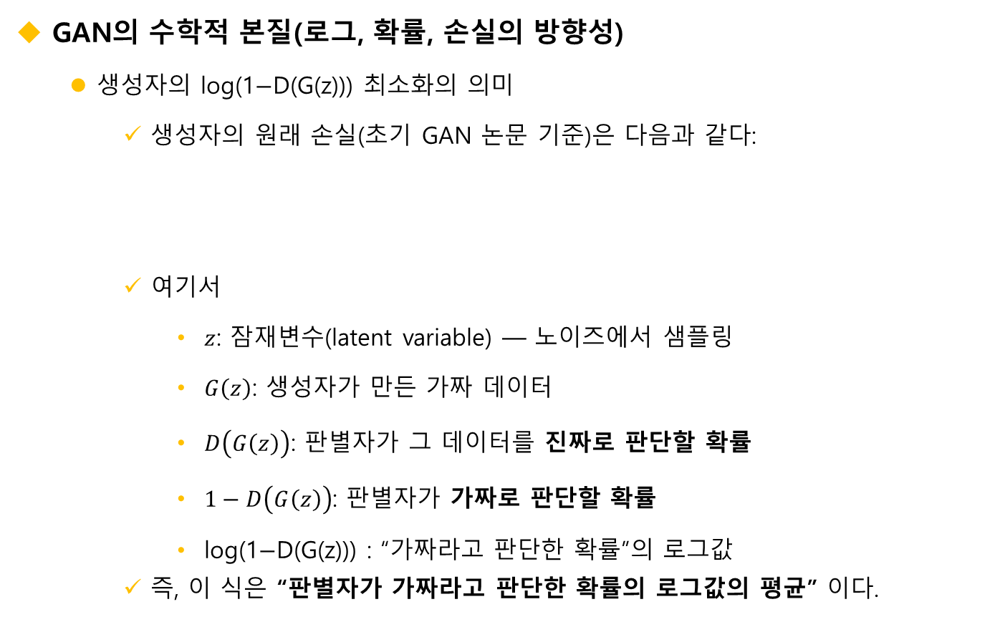 ◆ GAN의 수학적 본질(로그, 확률, 손실의 방향성)
● 생성자의 log(1−D(G(z))) 최소화의 의미
✓ 생성자의 원래 손실(초기 GAN 논문 기준)은 다음과 같다:
✓ 여기서
• z: 잠재변수(latent variable) — 노이즈에서 샘플링
• G(z): 생성자가 만든 가짜 데이터
• D(G(z)): 판별자가 그 데이터를 진짜로 판단할 확률
• 1 − D(G(z)): 판별자가 가짜로 판단할 확률
• log(1−D(G(z))) : “가짜라고 판단한 확률”의 로그값
✓ 즉, 이 식은 “판별자가 가짜라고 판단한 확률의 로그값의 평균” 이다.